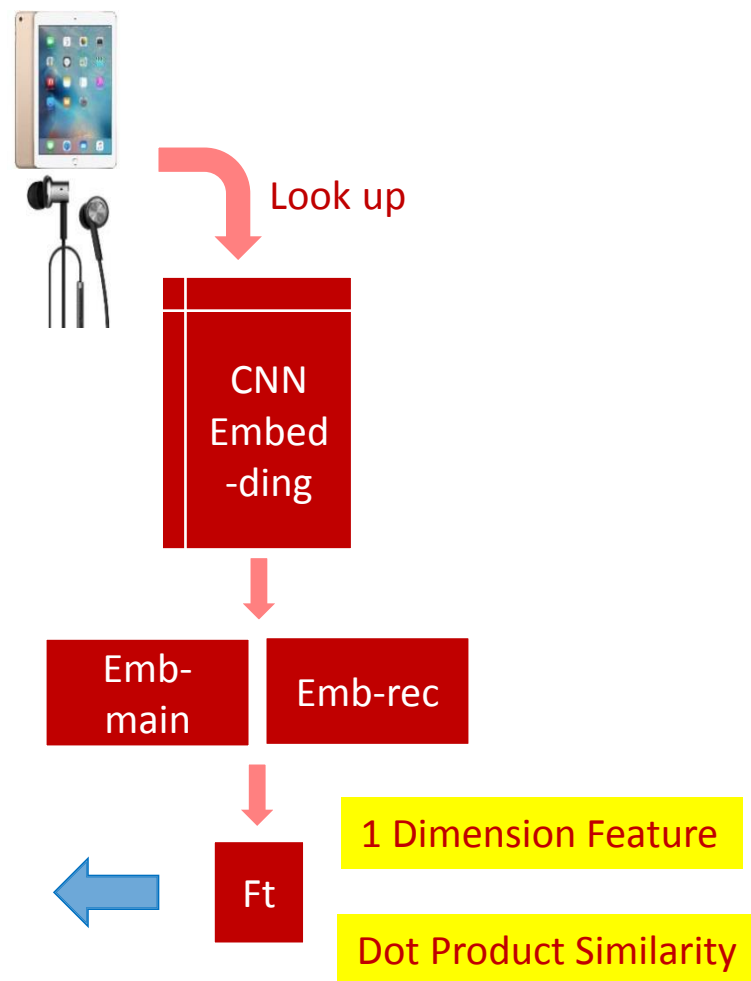 Look up
CNN
Embed
-ding
Emb-
main
Emb-rec
1 Dimension Feature
Ft
Dot Product Similarity